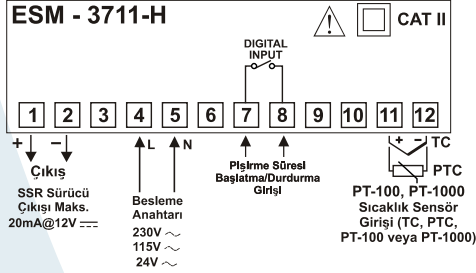 ESM - 3711-H
CAT II
DIGITAL
INPUT
1 2 3 4 5 6 7 8 9 10 11 12
+ − L N + − TC
PTC
Çıkış
SSR Sürücü
Çıkışı Maks.
20mA@12V
Besleme
Anahtarı
230V
115V
24V
Pişirme Süresi
Başlatma/Durdurma
Girişi
PT-100, PT-1000
Sıcaklık Sensör
Girişi (TC, PTC,
PT-100 veya PT-1000)